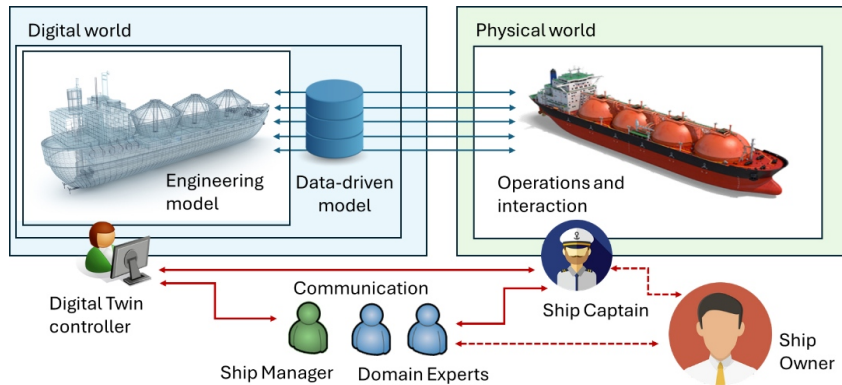 Digital world
Physical world
Engineering
model
Data-driven
model
Operations and
interaction
Digital Twin
controller
Communication
Ship Captain
Ship Manager
Domain Experts
Ship
Owner